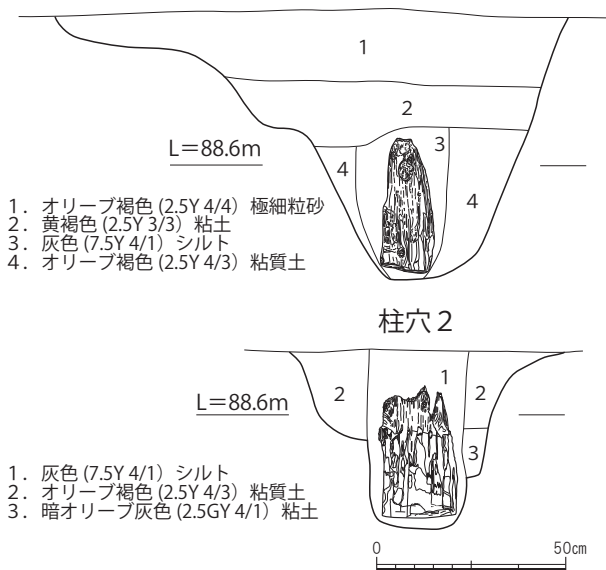 1
2
3
L=88.6m
4
4
1．オリーブ褐色 (2.5Y 4/4）極細粒砂
2．黄褐色 (2.5Y 3/3）粘土
3．灰色 (7.5Y 4/1）シルト
4．オリーブ褐色 (2.5Y 4/3）粘質土
柱穴２
1
2
2
L=88.6m
3
1．灰色 (7.5Y 4/1）シルト
2．オリーブ褐色 (2.5Y 4/3）粘質土
3．暗オリーブ灰色 (2.5GY 4/1）粘土
0 50㎝